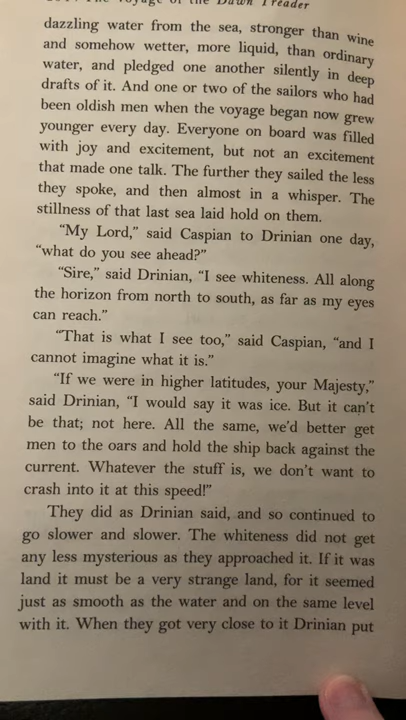 The Voyage of the Dawn Treader
dazzling water from the sea, stronger than wine
and somehow wetter, more liquid, than ordinary
water, and pledged one another silently in deep
drafts of it. And one or two of the sailors who had
been oldish men when the voyage began now grew
younger every day. Everyone on board was filled
with joy and excitement, but not an excitement
that made one talk. The further they sailed the less
they spoke, and then almost in a whisper. The
stillness of that last sea laid hold on them.
“My Lord,” said Caspian to Drinian one day,
“what do you see ahead?”
“Sire,” said Drinian, “I see whiteness. All along
the horizon from north to south, as far as my eyes
can reach.”
“That is what I see too,” said Caspian, “and I
cannot imagine what it is.”
“If we were in higher latitudes, your Majesty,”
said Drinian, “I would say it was ice. But it can’t
be that; not here. All the same, we’d better get
men to the oars and hold the ship back against the
current. Whatever the stuff is, we don’t want to
crash into it at this speed!”
They did as Drinian said, and so continued to
go slower and slower. The whiteness did not get
any less mysterious as they approached it. If it was
land it must be a very strange land, for it seemed
just as smooth as the water and on the same level
with it. When they got very close to it Drinian put